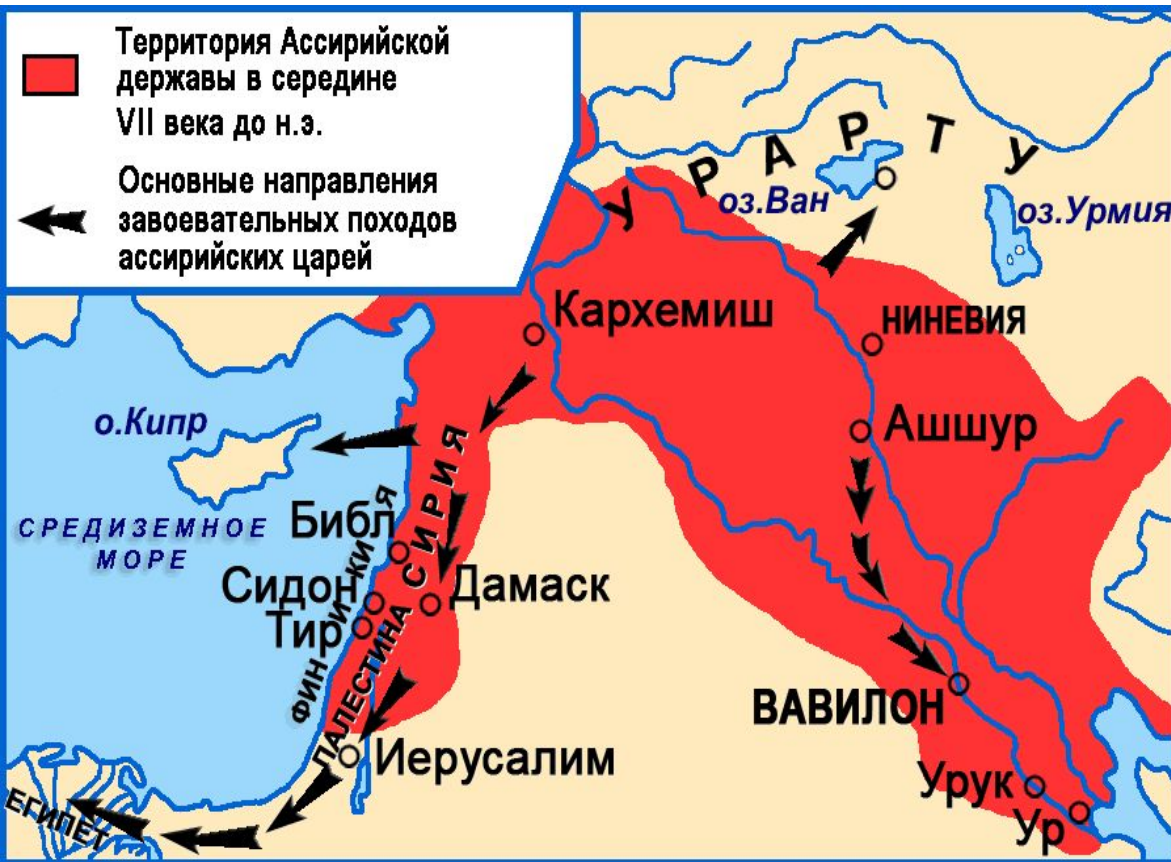 Территория Ассирийской
державы в середине
VII века до н.э.
Основные направления
завоевательных походов
ассирийских царей
УРАРТУ
оз.Ван
оз.Урмия
Кархемиш
НИНЕВИЯ
о.Кипр
Ашшур
СРЕДИЗЕМНОЕ
МОРЕ
Библ
СИРИЯ
ФИНИКИЯ
Сидон
Дамаск
Тир
ПАЛЕСТИНА
ВАВИЛОН
Иерусалим
Урук
Ур
ЕГИПЕТ